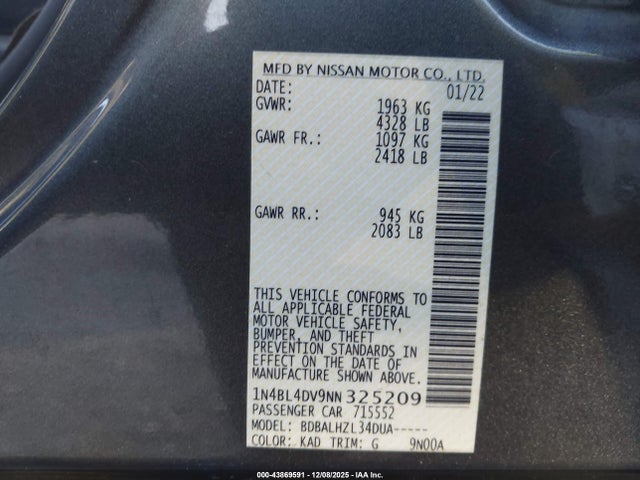 MFD BY NISSAN MOTOR CO., LTD.
DATE: 01/22
GVWR: 1963 KG
4328 LB
GAWR FR.: 1097 KG
2418 LB
GAWR RR.: 945 KG
2083 LB
THIS VEHICLE CONFORMS TO
ALL APPLICABLE FEDERAL
MOTOR VEHICLE SAFETY,
BUMPER, AND THEFT
PREVENTION STANDARDS IN
EFFECT ON THE DATE OF
MANUFACTURE SHOWN ABOVE.
1N4BL4DV9NN325209
PASSENGER CAR 715552
MODEL: BDBALHZL34DUA-----
COLOR: KAD TRIM: G 9N00A
000-43869591 - 12/08/2025 - IAAI.com